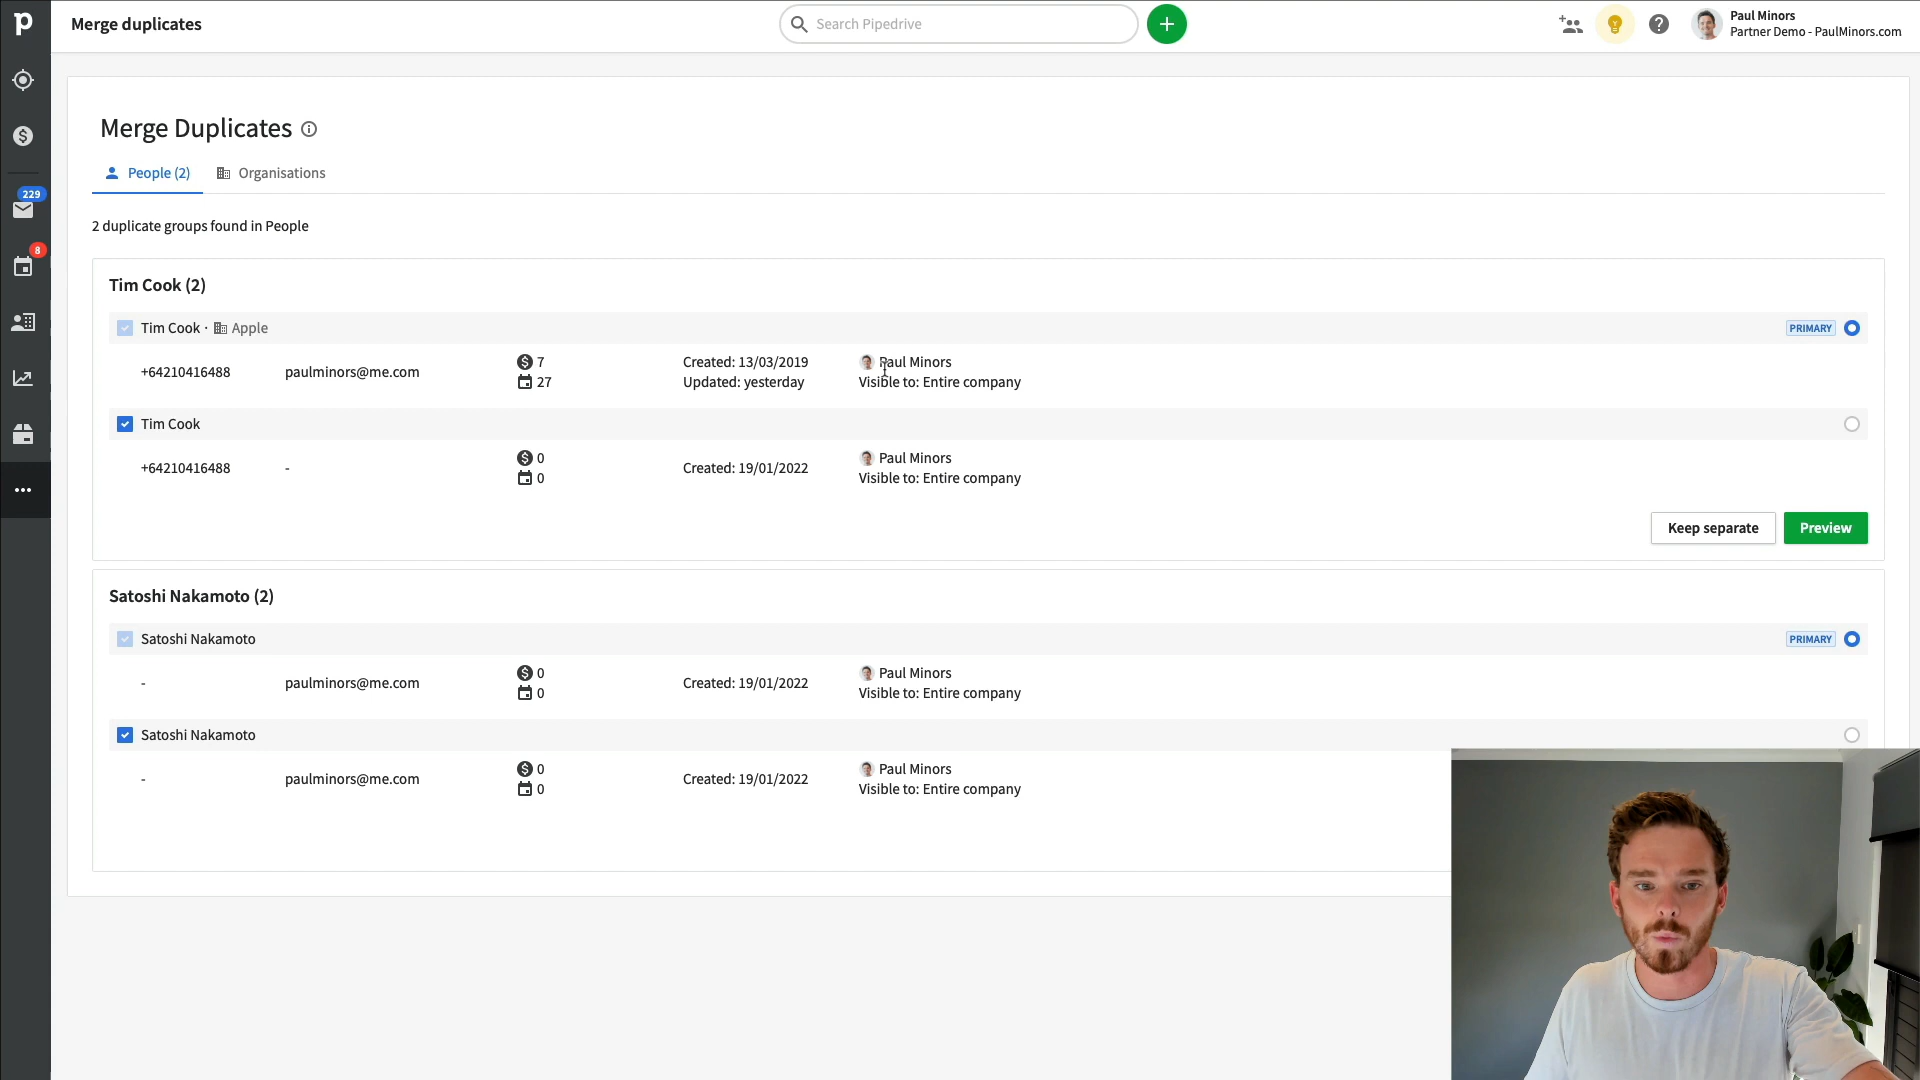 p
Merge duplicates
Search Pipedrive
Paul Minors
Partner Demo - PaulMinors.com
229
8
Merge Duplicates
People (2)
Organisations
2 duplicate groups found in People
Tim Cook (2)
Tim Cook · Apple
PRIMARY
+64210416488
paulminors@me.com
7
27
Created: 13/03/2019
Updated: yesterday
Paul Minors
Visible to: Entire company
Tim Cook
+64210416488
-
0
0
Created: 19/01/2022
Paul Minors
Visible to: Entire company
Keep separate
Preview
Satoshi Nakamoto (2)
Satoshi Nakamoto
PRIMARY
-
paulminors@me.com
0
0
Created: 19/01/2022
Paul Minors
Visible to: Entire company
Satoshi Nakamoto
-
paulminors@me.com
0
0
Created: 19/01/2022
Paul Minors
Visible to: Entire company